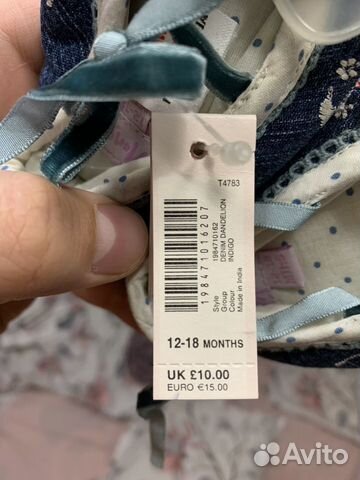 T4783
198471016207
Style 1984710162
Group DENIM DANDELION
Colour INDIGO
Made in India
12-18 MONTHS
UK £10.00
EURO €15.00
Avito